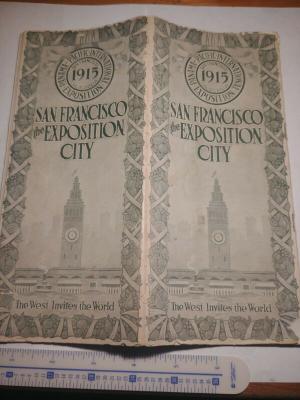 PANAMA-PACIFIC INTERNATIONAL EXPOSITION
1915
SAN FRANCISCO
the EXPOSITION
CITY
The West Invites the World
PANAMA-PACIFIC INTERNATIONAL EXPOSITION
1915
SAN FRANCISCO
the EXPOSITION
CITY
The West Invites the World